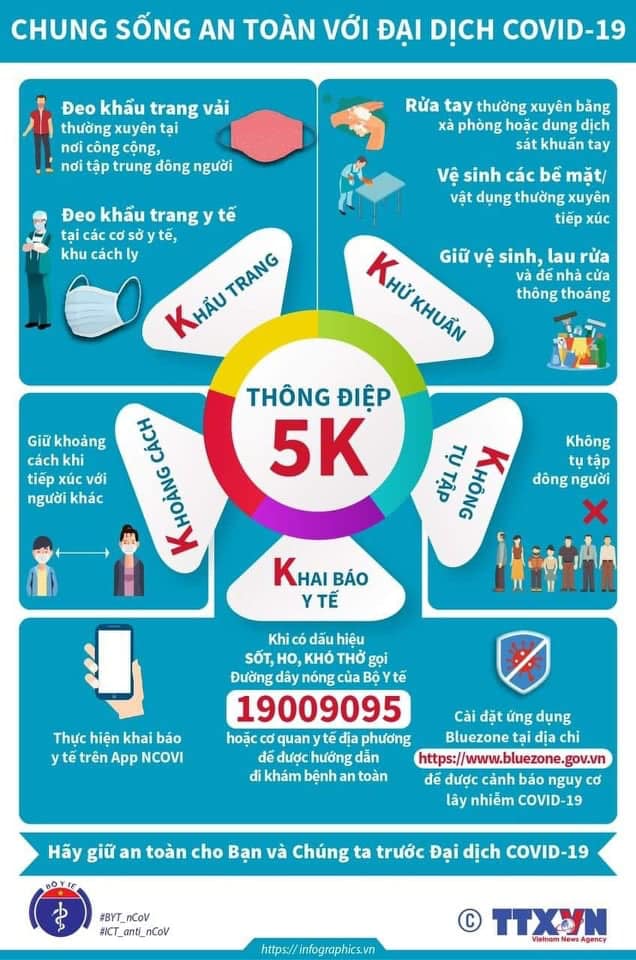 CHUNG SỐNG AN TOÀN VỚI ĐẠI DỊCH COVID-19
Đeo khẩu trang vải
thường xuyên tại
nơi công cộng,
nơi tập trung đông người
Đeo khẩu trang y tế
tại các cơ sở y tế,
khu cách ly
KHẨU TRANG
Rửa tay thường xuyên bằng
xà phòng hoặc dung dịch
sát khuẩn tay
Vệ sinh các bề mặt/
vật dụng thường xuyên
tiếp xúc
Giữ vệ sinh, lau rửa
và để nhà cửa
thông thoáng
KHỬ KHUẨN
THÔNG ĐIỆP
5K
Giữ khoảng
cách khi
tiếp xúc với
người khác
KHOẢNG CÁCH
KHÔNG
TỤ TẬP
Không
tụ tập
đông người
KHAI BÁO
Y TẾ
Thực hiện khai báo
y tế trên App NCOVI
Khi có dấu hiệu
SỐT, HO, KHÓ THỞ gọi
Đường dây nóng của Bộ Y tế
19009095
hoặc cơ quan y tế địa phương
để được hướng dẫn
đi khám bệnh an toàn
Cài đặt ứng dụng
Bluezone tại địa chỉ
https://www.bluezone.gov.vn
để được cảnh báo nguy cơ
lây nhiễm COVID-19
Hãy giữ an toàn cho Bạn và Chúng ta trước Đại dịch COVID-19
BỘ Y TẾ
#BYT_nCoV
#ICT_anti_nCoV
© TTXVN
Vietnam News Agency
https://infographics.vn